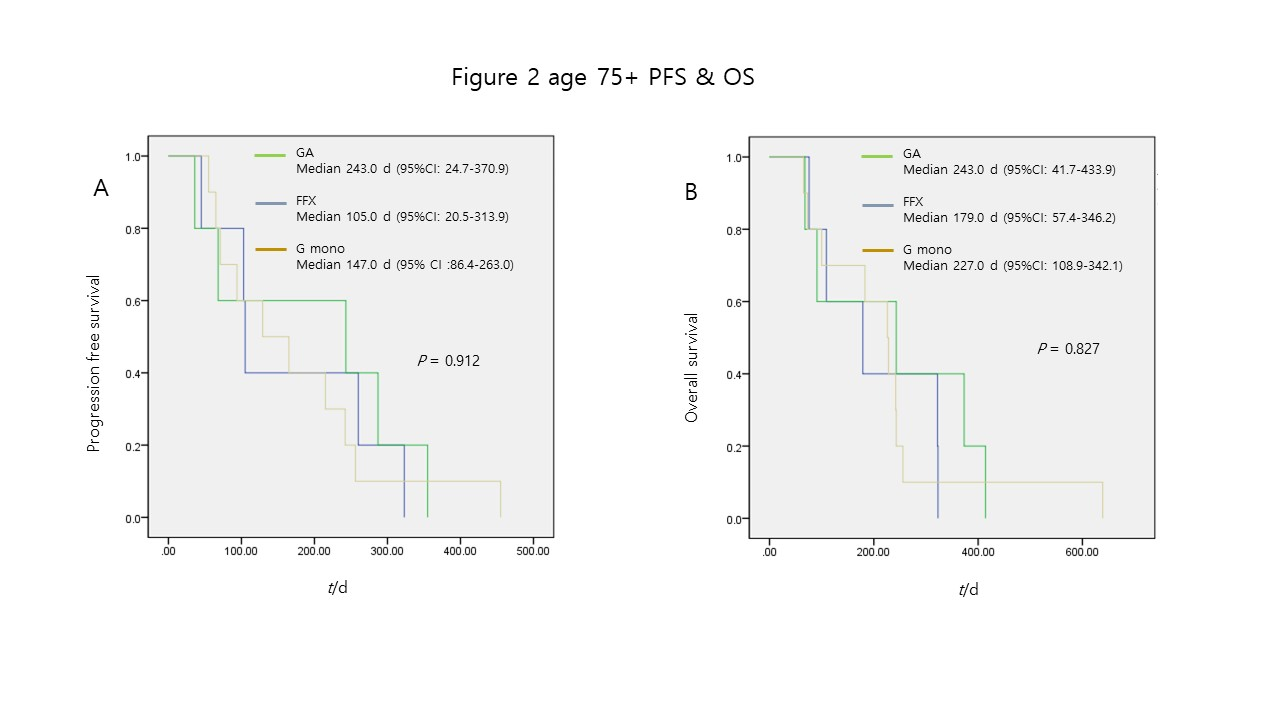 Figure 2 age 75+ PFS & OS
A
GA
Median 243.0 d (95%CI: 24.7-370.9)
FFX
Median 105.0 d (95%CI: 20.5-313.9)
G mono
Median 147.0 d (95% CI :86.4-263.0)
P = 0.912
Progression free survival
1.0
0.8
0.6
0.4
0.2
0.0
.00 100.00 200.00 300.00 400.00 500.00
t/d
B
GA
Median 243.0 d (95%CI: 41.7-433.9)
FFX
Median 179.0 d (95%CI: 57.4-346.2)
G mono
Median 227.0 d (95%CI: 108.9-342.1)
P = 0.827
Overall survival
1.0
0.8
0.6
0.4
0.2
0.0
.00 200.00 400.00 600.00
t/d